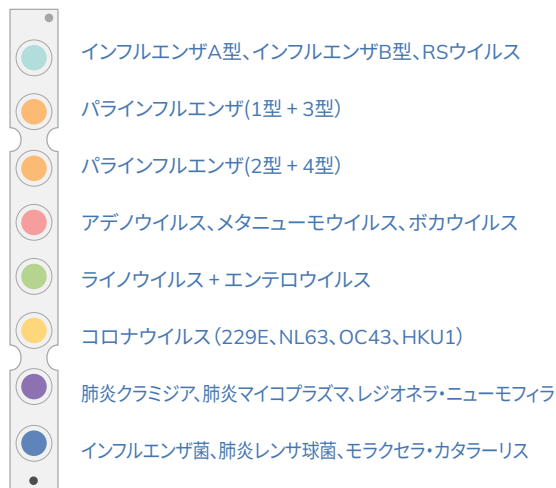 インフルエンザA型、インフルエンザB型、RSウイルス
パラインフルエンザ(1型 + 3型)
パラインフルエンザ(2型 + 4型)
アデノウイルス、メタニューモウイルス、ボカウイルス
ライノウイルス + エンテロウイルス
コロナウイルス(229E、NL63、OC43、HKU1)
肺炎クラミジア、肺炎マイコプラズマ、レジオネラ・ニューモフィラ
インフルエンザ菌、肺炎レンサ球菌、モラクセラ・カタラーリス